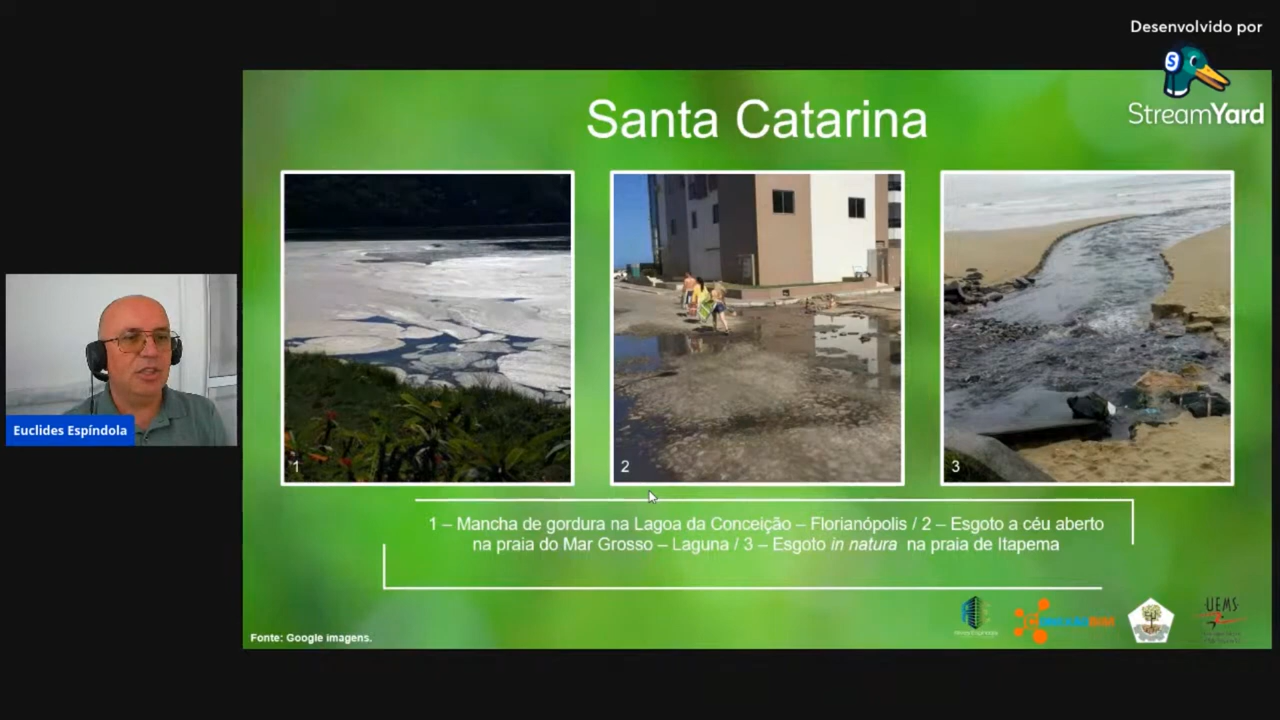 Desenvolvido por
S
StreamYard
Santa Catarina
1
2
3
1 – Mancha de gordura na Lagoa da Conceição – Florianópolis / 2 – Esgoto a céu aberto
na praia do Mar Grosso – Laguna / 3 – Esgoto in natura na praia de Itapema
Euclides Espíndola
Fonte: Google imagens.
UEMS